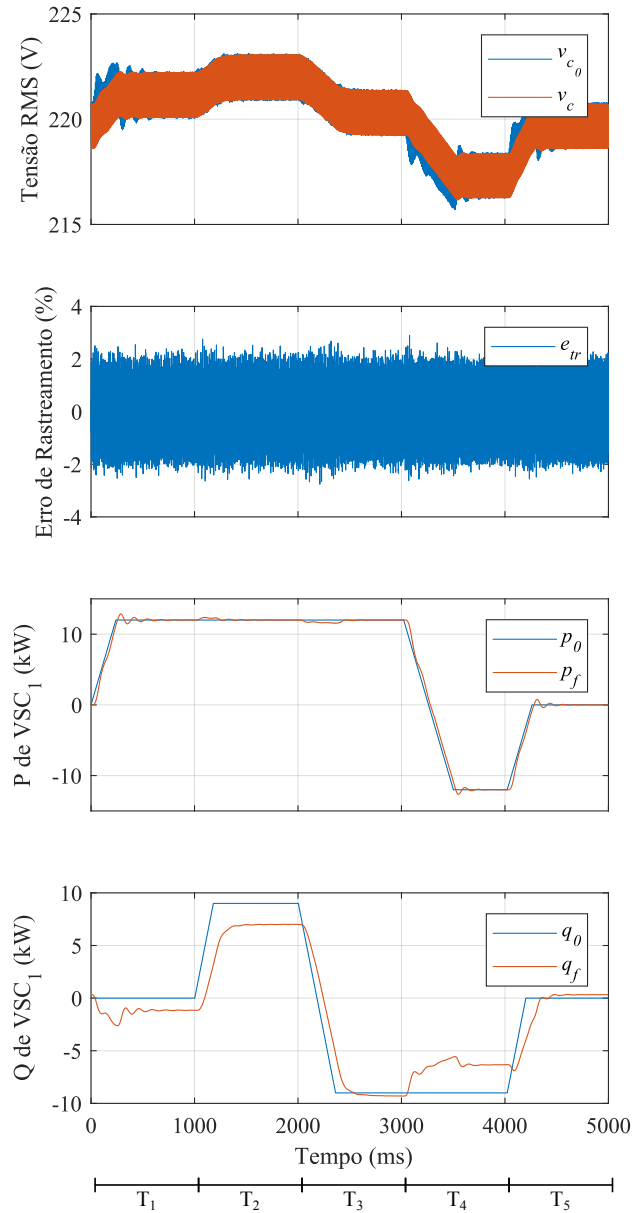 Tensão RMS (V)
220
215
v_{c_0}
v_c
Erro de Rastreamento (%)
4
2
0
-2
-4
e_{tr}
P de VSC_1 (kW)
10
0
-10
p_0
p_f
Q de VSC_1 (kW)
10
5
0
-5
-10
q_0
q_f
0 1000 2000 3000 4000 5000
Tempo (ms)
T_1 T_2 T_3 T_4 T_5